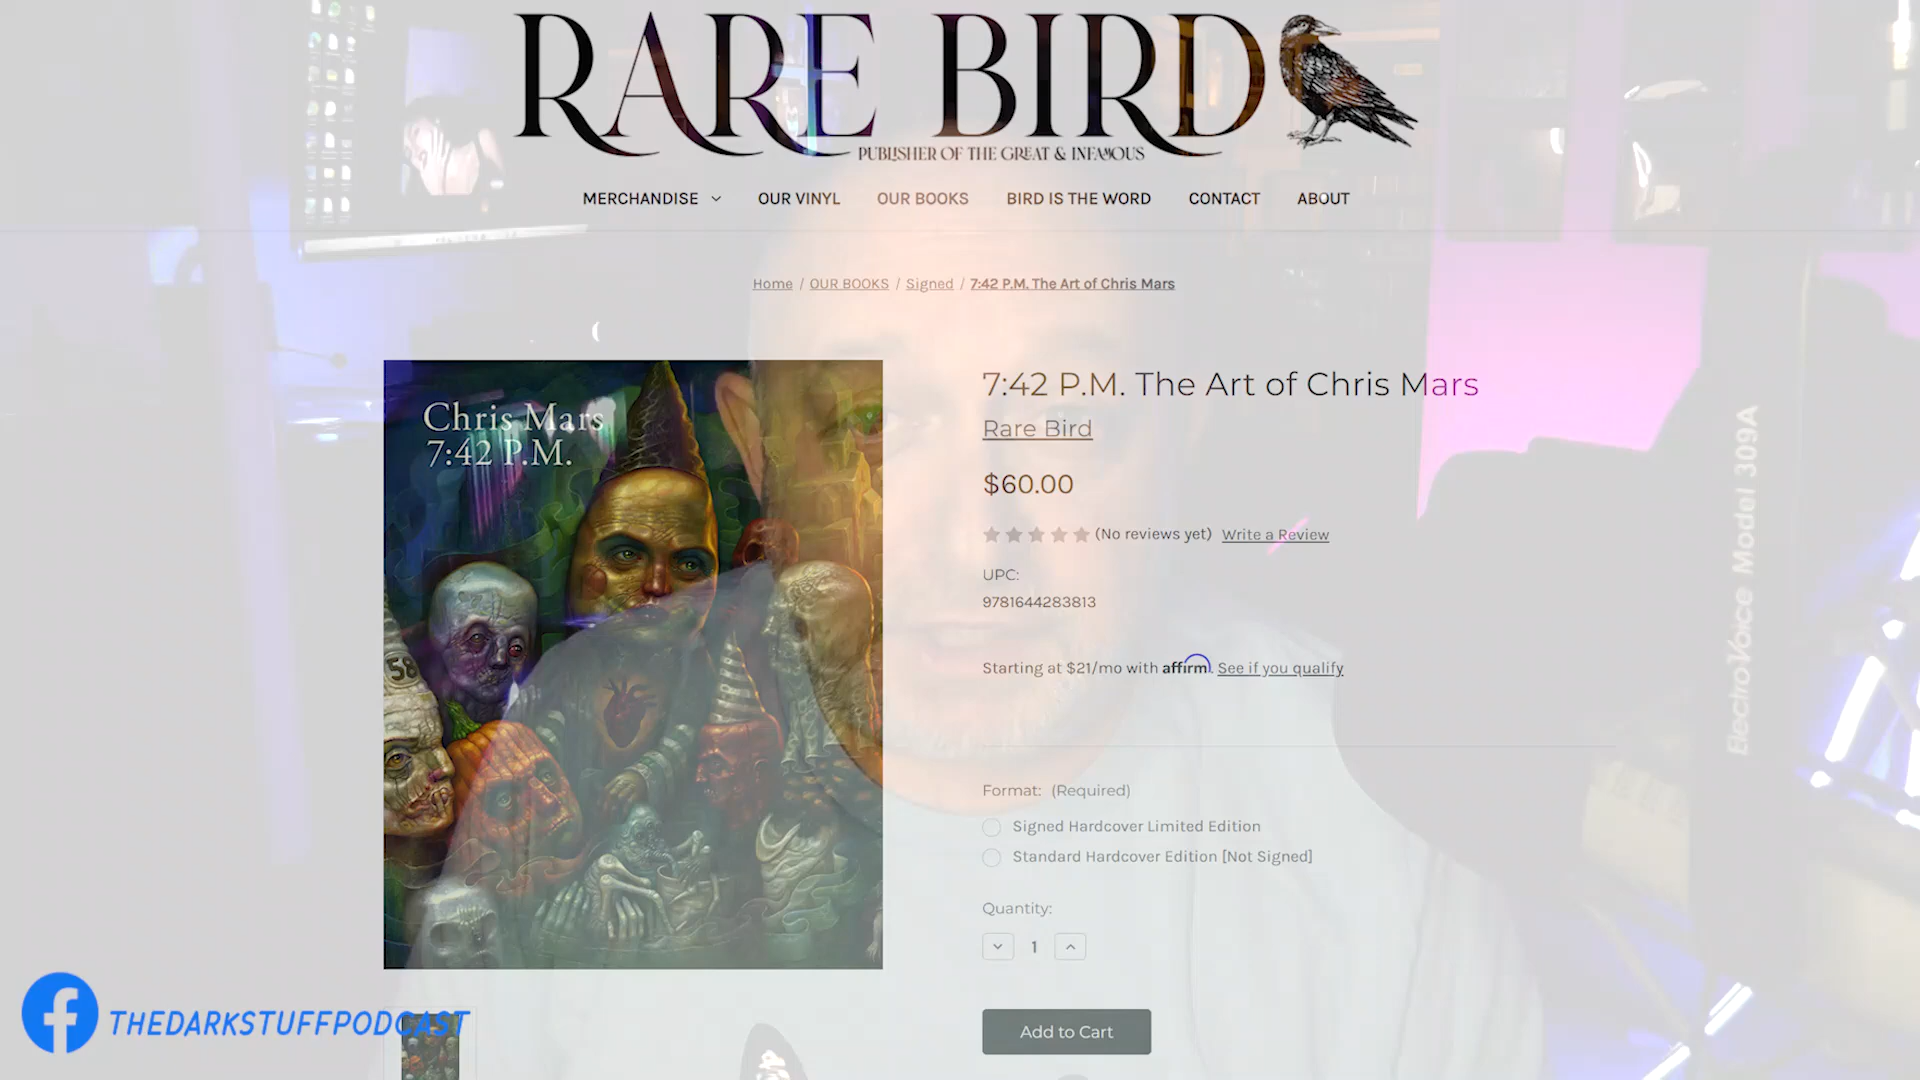 RARE BIRD
PUBLISHER OF THE GREAT & INFAMOUS
MERCHANDISE OUR VINYL OUR BOOKS BIRD IS THE WORD CONTACT ABOUT
Home / OUR BOOKS / Signed / 7:42 P.M. The Art of Chris Mars
Chris Mars
7:42 P.M.
58
7:42 P.M. The Art of Chris Mars
Rare Bird
$60.00
(No reviews yet) Write a Review
UPC:
9781644283813
Starting at $21/mo with affirm. See if you qualify
Format: (Required)
Signed Hardcover Limited Edition
Standard Hardcover Edition [Not Signed]
Quantity:
1
Add to Cart
ElectroVoice Model 309A
THEDARKSTUFFPODCAST